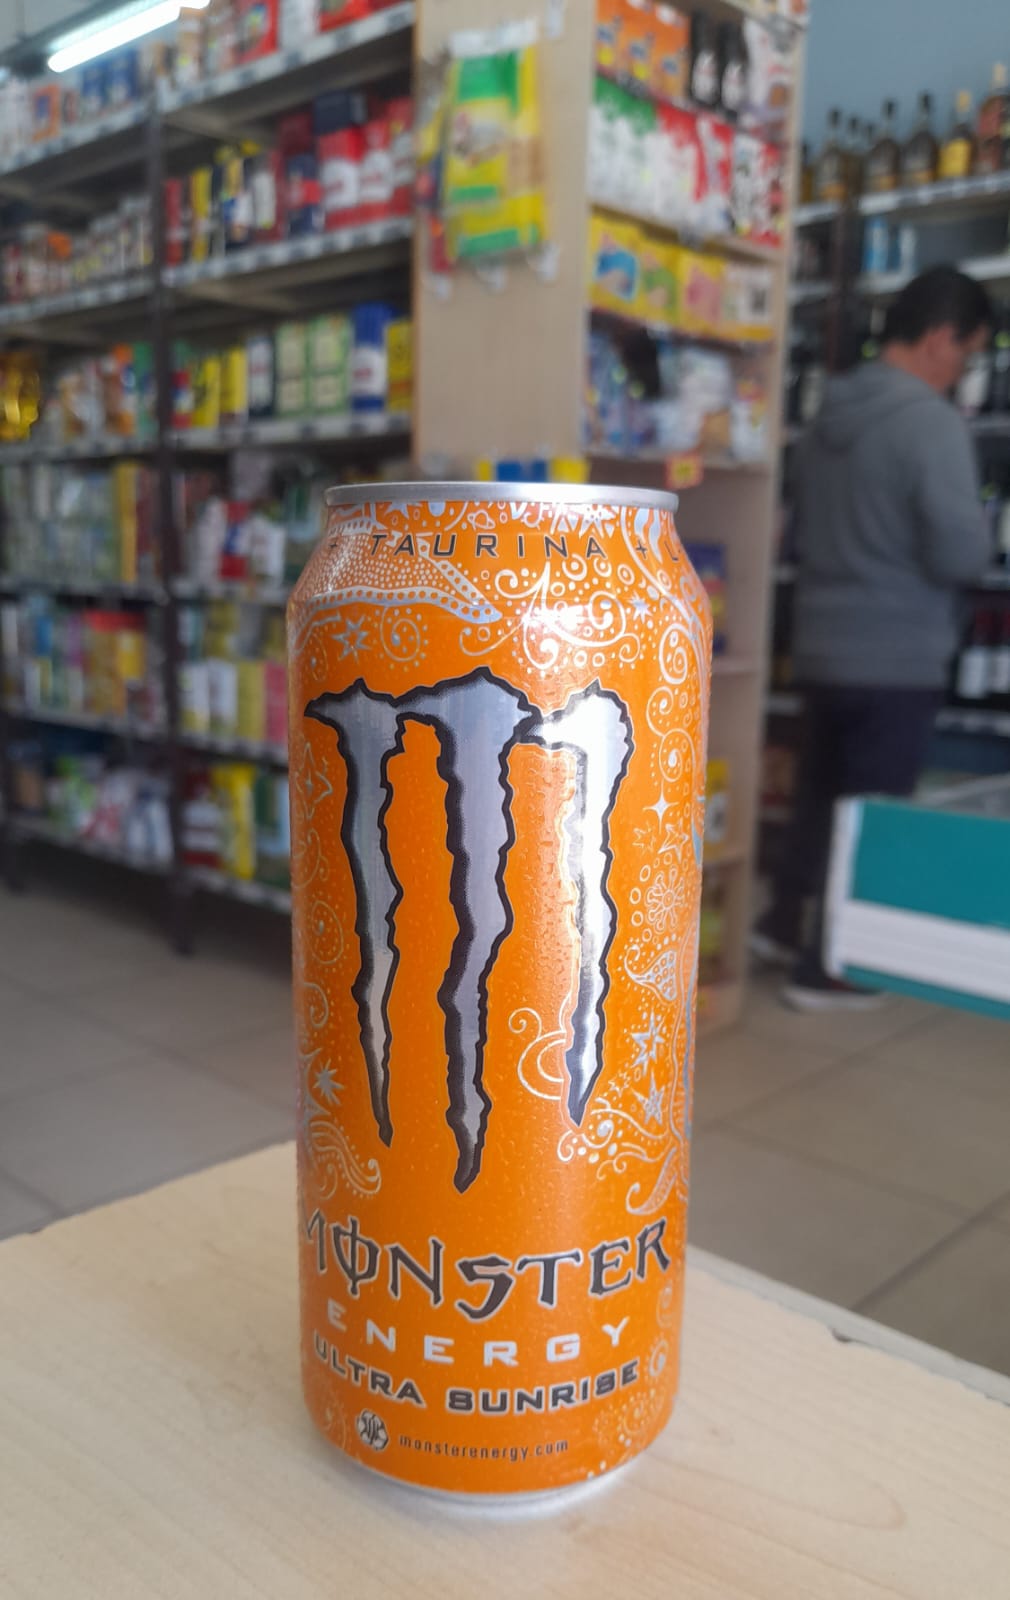 + TAURINA + L
MONSTER
ENERGY
ULTRA SUNRISE
monsterenergy.com